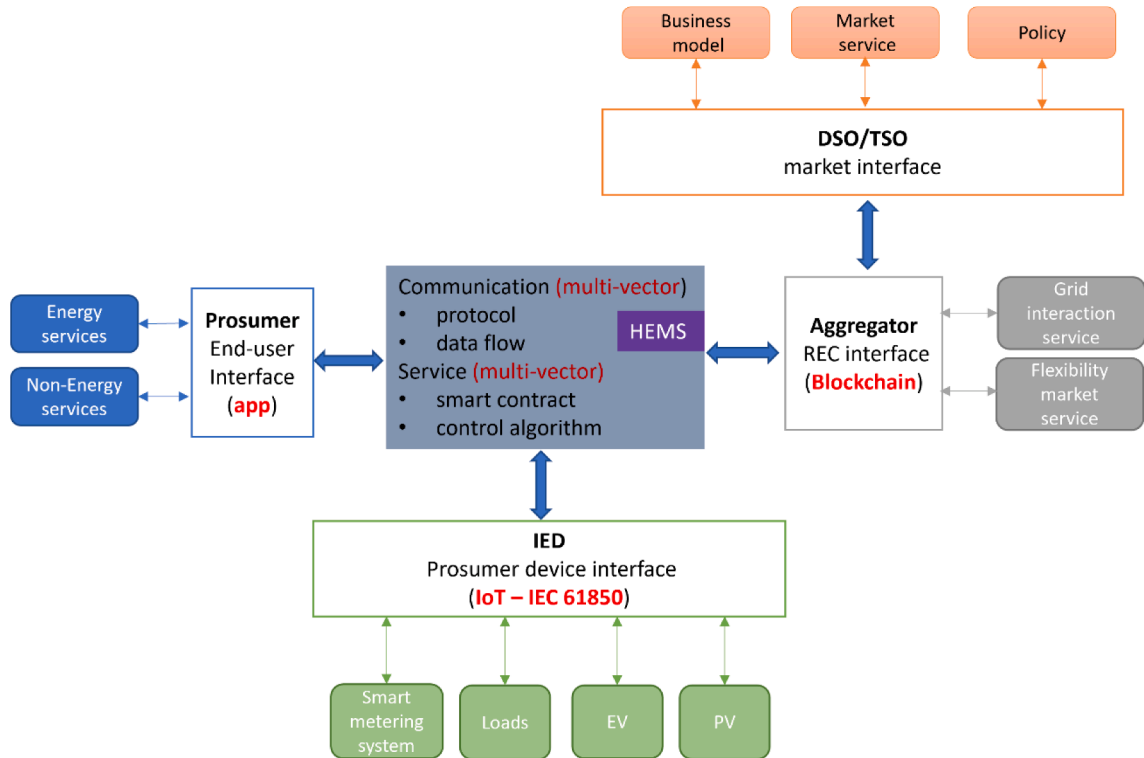 Business
model
Market
service
Policy
DSO/TSO
market interface
Energy
services
Non-Energy
services
Prosumer
End-user
Interface
(app)
Communication (multi-vector)
• protocol
• data flow
Service (multi-vector)
• smart contract
• control algorithm
HEMS
Aggregator
REC interface
(Blockchain)
Grid
interaction
service
Flexibility
market
service
IED
Prosumer device interface
(IoT – IEC 61850)
Smart
metering
system
Loads
EV
PV